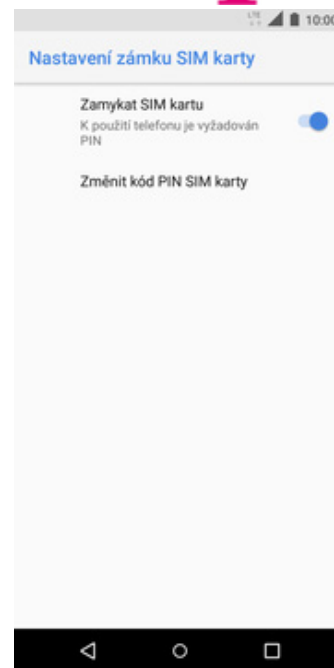 LTE 10:00
Nastavení zámku SIM karty
Zamykat SIM kartu
K použití telefonu je vyžadován
PIN
Změnit kód PIN SIM karty